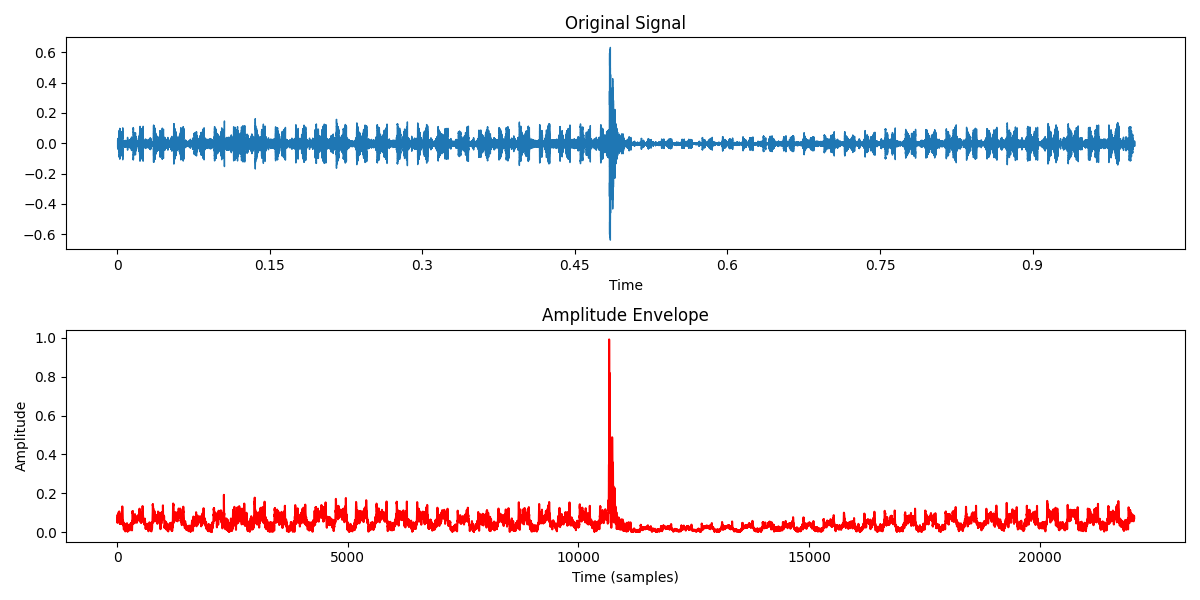 Original Signal
0.6
0.4
0.2
0.0
−0.2
−0.4
−0.6
0 0.15 0.3 0.45 0.6 0.75 0.9
Time
Amplitude Envelope
Amplitude
1.0
0.8
0.6
0.4
0.2
0.0
0 5000 10000 15000 20000
Time (samples)